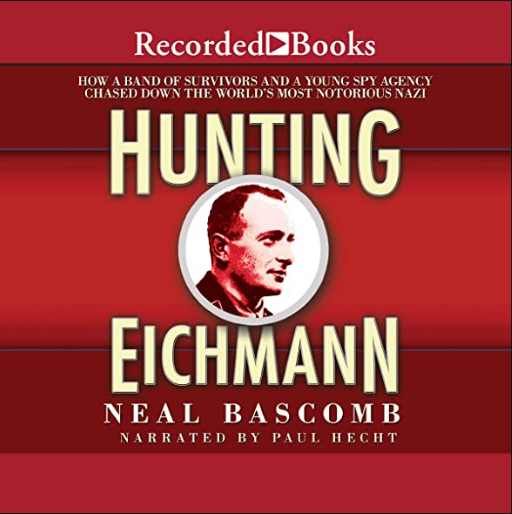 Recorded Books
HOW A BAND OF SURVIVORS AND A YOUNG SPY AGENCY
CHASED DOWN THE WORLD'S MOST NOTORIOUS NAZI
HUNTING
EICHMANN
NEAL BASCOMB
NARRATED BY PAUL HECHT